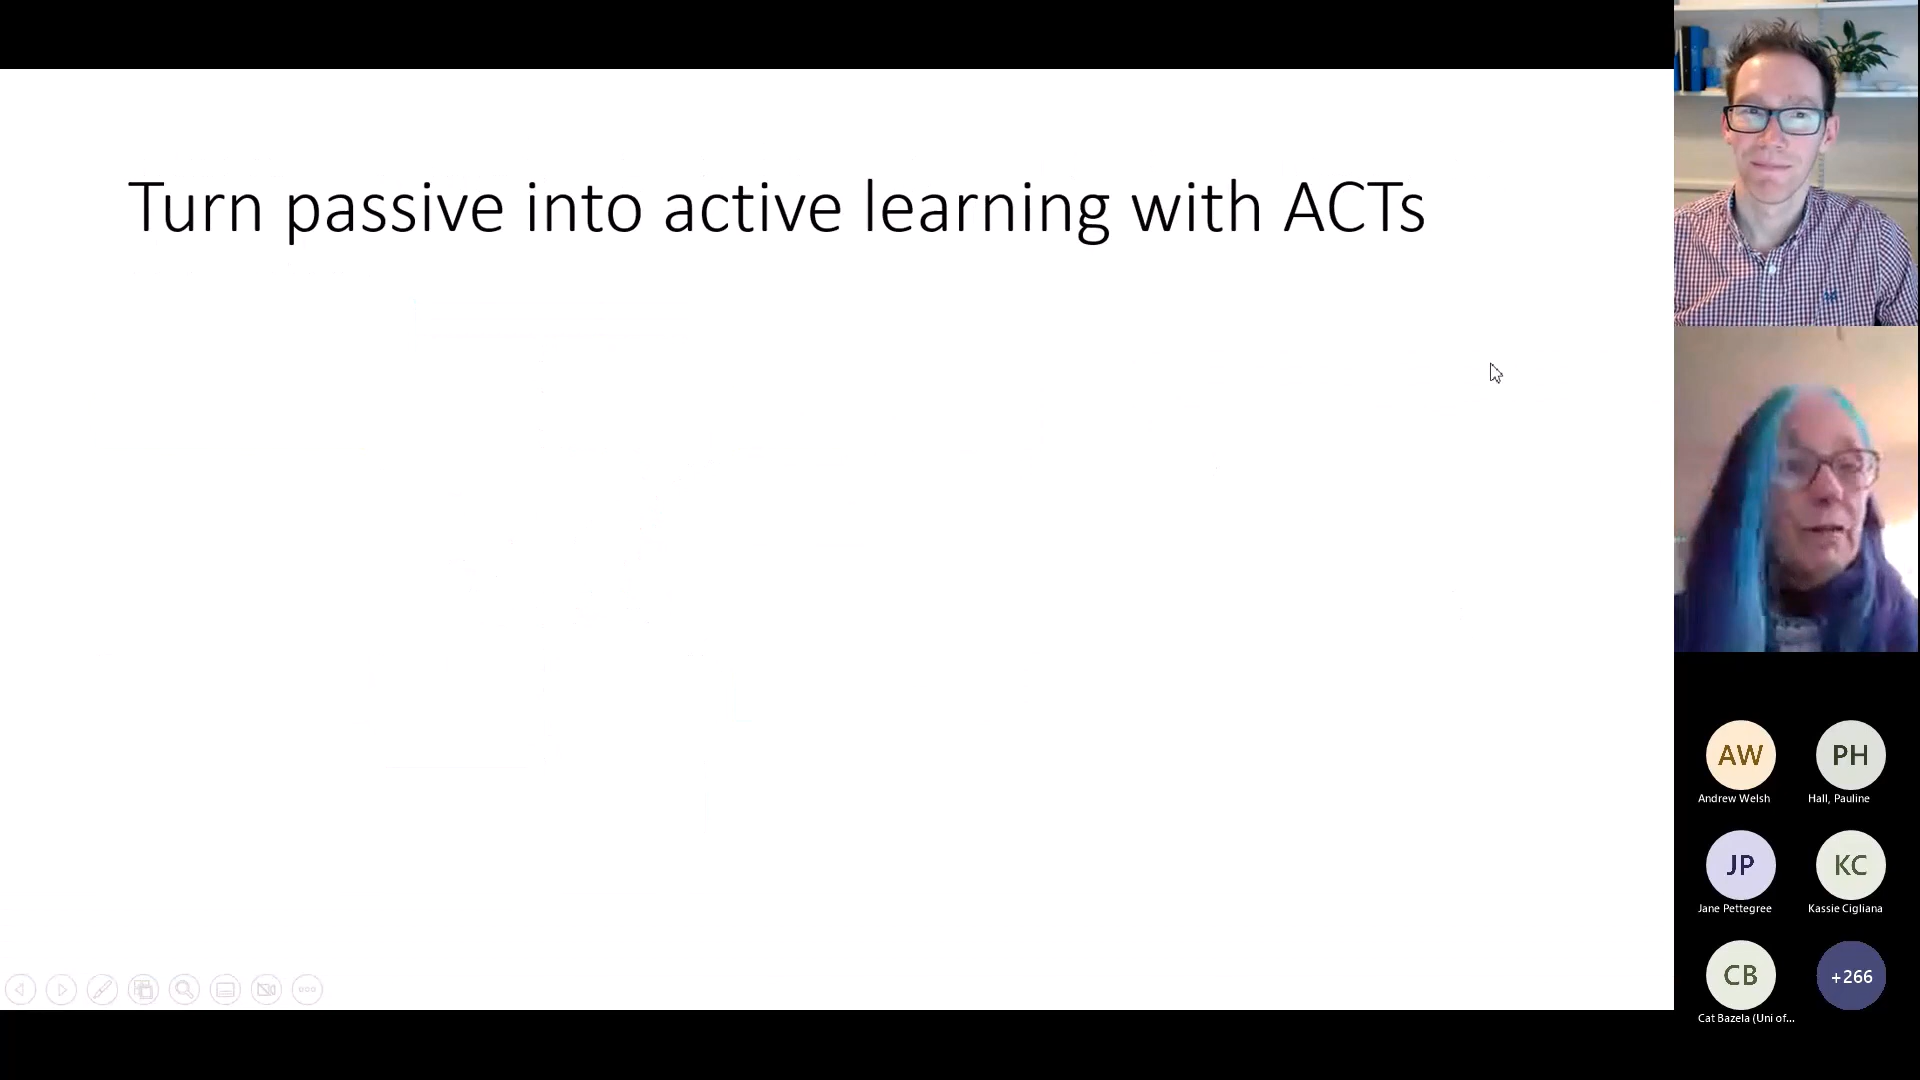 Turn passive into active learning with ACTs
AW
PH
Andrew Welsh
Hall, Pauline
JP
KC
Jane Pettegree
Kassie Cigliana
CB
+266
Cat Bazela (Uni of...